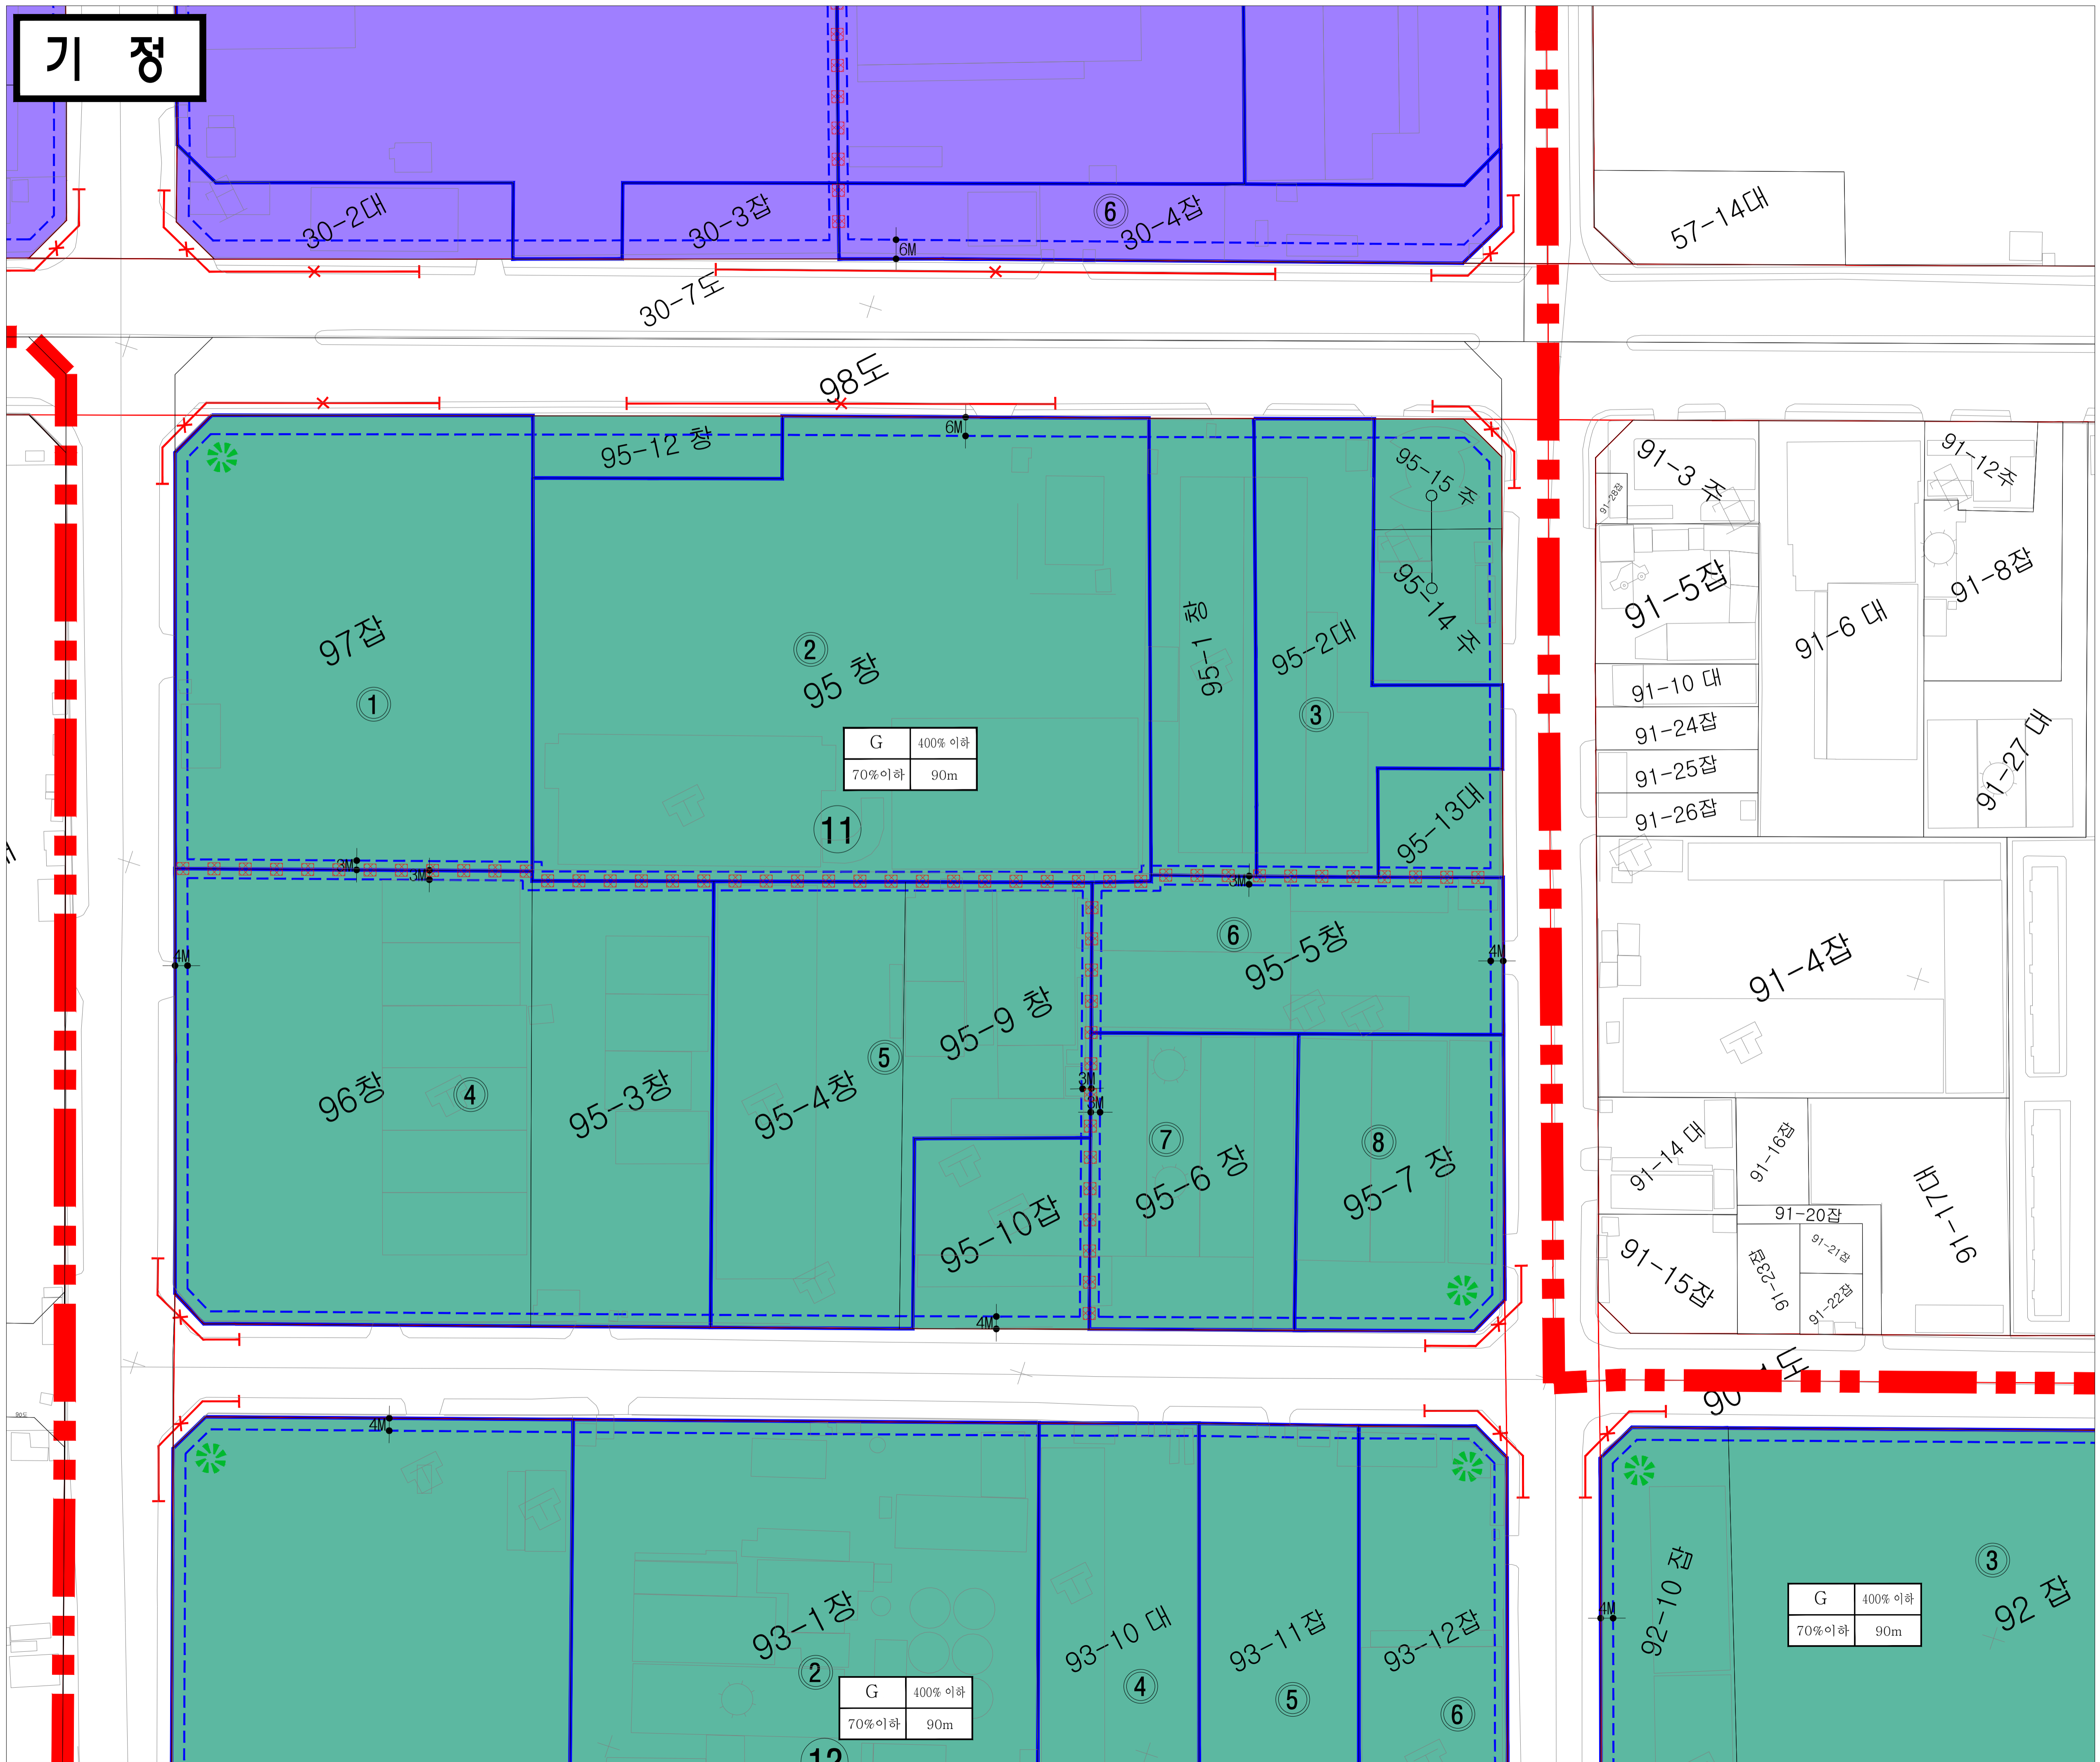 기 정
30-2대
30-3잡
⑥
30-4잡
57-14대
6M
30-7도
98도
6M
95-12 창
95-15 주
91-3 주
91-12주
91-28잡
97잡
①
②
95 창
95-1 창
95-2대
③
95-14 주
91-5잡
91-6 대
91-8잡
91-10 대
91-24잡
91-25잡
91-26잡
91-27 대
G 400% 이하
70%이하 90m
11
95-13대
3M
3M
3M
4M
⑥
95-5창
4M
91-4잡
96창
④
95-3창
95-4창
⑤
95-9 창
3M
3M
⑦
95-6 장
⑧
95-7 장
95-10잡
91-14 대
91-16잡
91-17대
91-20잡
91-21잡
91-22잡
91-15잡
4M
4M
93-1장
②
G 400% 이하
70%이하 90m
12
93-10 대
④
93-11잡
⑤
93-12잡
⑥
4M
92-10 잡
③
92 잡
G 400% 이하
70%이하 90m